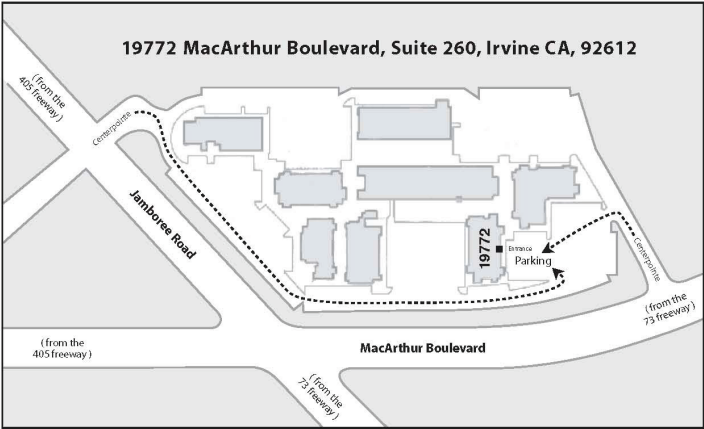 19772 MacArthur Boulevard, Suite 260, Irvine CA, 92612
( from the
405 freeway )
Centerpointe
Jamboree Road
19772
Entrance
Parking
Centerpointe
( from the
73 freeway )
( from the
405 freeway )
MacArthur Boulevard
( from the
73 freeway )